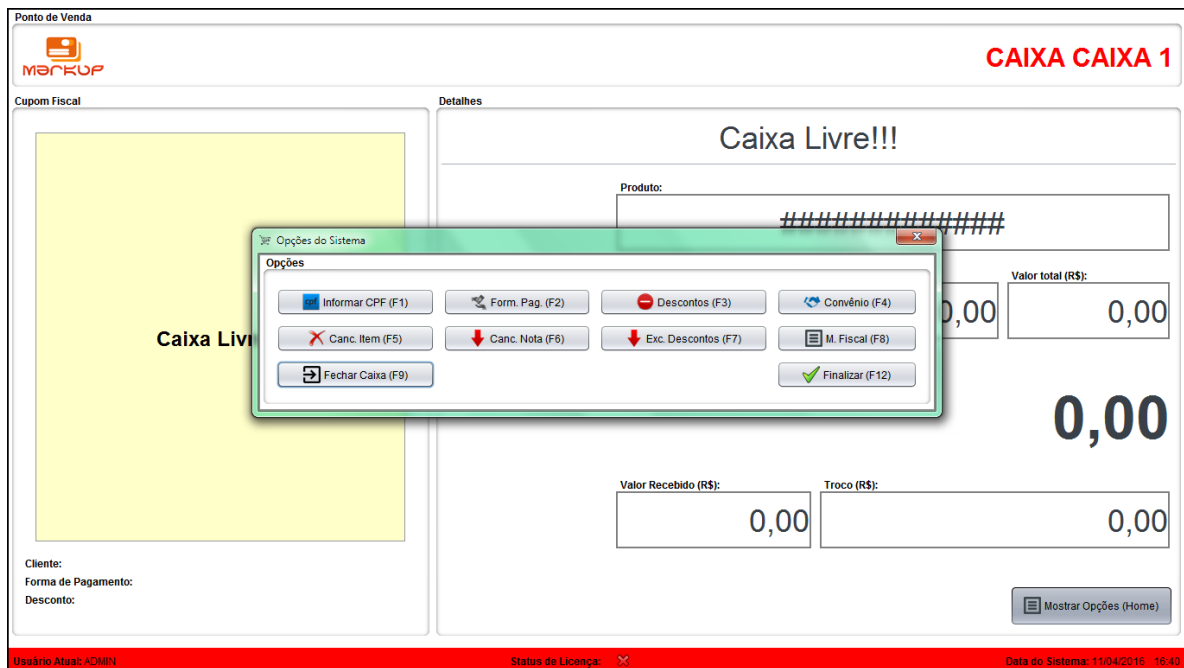 Ponto de Venda
markup
CAIXA CAIXA 1
Cupom Fiscal
Detalhes
Caixa Livre!!!
Produto:
#############
Opções do Sistema
Opções
cpf Informar CPF (F1)
Form. Pag. (F2)
Descontos (F3)
Convênio (F4)
Canc. Item (F5)
Canc. Nota (F6)
Exc. Descontos (F7)
M. Fiscal (F8)
Fechar Caixa (F9)
Finalizar (F12)
Valor total (R$):
0,00
0,00
Caixa Liv
0,00
Valor Recebido (R$):
Troco (R$):
0,00
0,00
Cliente:
Forma de Pagamento:
Desconto:
Mostrar Opções (Home)
Usuário Atual: ADMIN
Status de Licença:
Data do Sistema: 11/04/2016 16:40